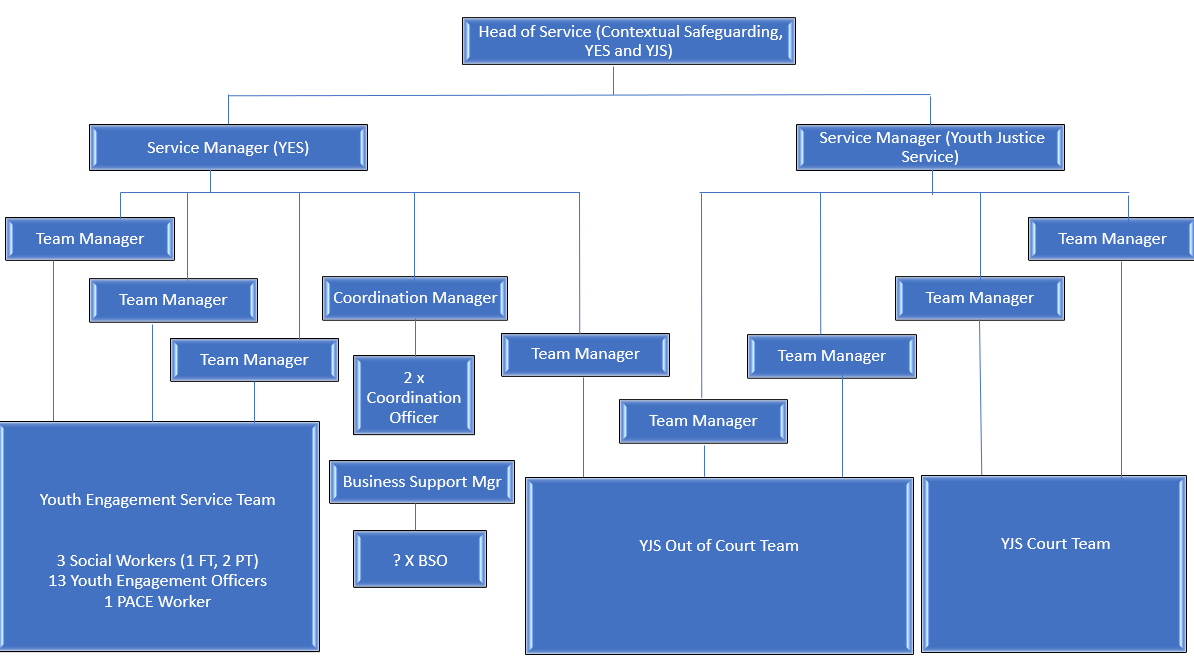 Head of Service (Contextual Safeguarding,
YES and YJS)
Service Manager (YES)
Service Manager (Youth Justice
Service)
Team Manager
Team Manager
Team Manager
Coordination Manager
2 x
Coordination
Officer
Team Manager
Team Manager
Team Manager
Team Manager
Team Manager
Business Support Mgr
? X BSO
Youth Engagement Service Team
3 Social Workers (1 FT, 2 PT)
13 Youth Engagement Officers
1 PACE Worker
YJS Out of Court Team
YJS Court Team